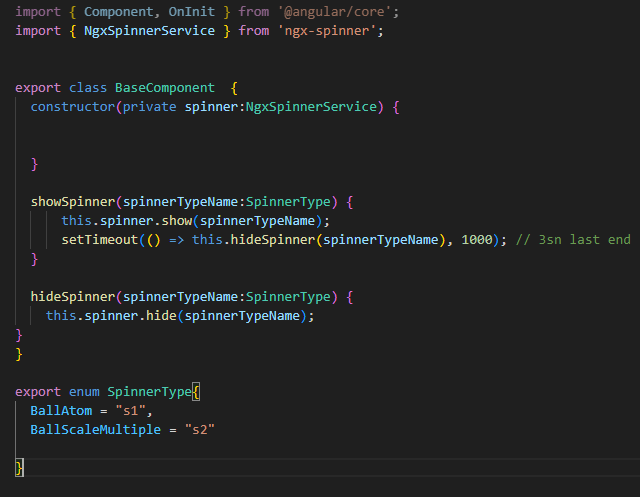 import { Component, OnInit } from '@angular/core';
import { NgxSpinnerService } from 'ngx-spinner';
export class BaseComponent  {
constructor(private spinner:NgxSpinnerService) {
}
showSpinner(spinnerTypeName:SpinnerType) {
this.spinner.show(spinnerTypeName);
setTimeout(() => this.hideSpinner(spinnerTypeName), 1000); // 3sn last end
}
hideSpinner(spinnerTypeName:SpinnerType) {
this.spinner.hide(spinnerTypeName);
}
}
export enum SpinnerType{
BallAtom = "s1",
BallScaleMultiple = "s2"
}